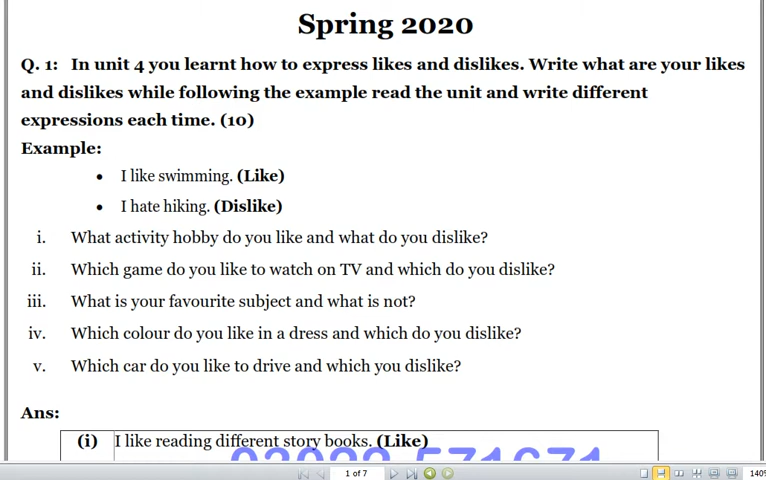 Spring 2020
Q. 1: In unit 4 you learnt how to express likes and dislikes. Write what are your likes
and dislikes while following the example read the unit and write different
expressions each time. (10)
Example:
• I like swimming. (Like)
• I hate hiking. (Dislike)
i. What activity hobby do you like and what do you dislike?
ii. Which game do you like to watch on TV and which do you dislike?
iii. What is your favourite subject and what is not?
iv. Which colour do you like in a dress and which do you dislike?
v. Which car do you like to drive and which you dislike?
Ans:
(i) I like reading different story books. (Like)
1 of 7
140%